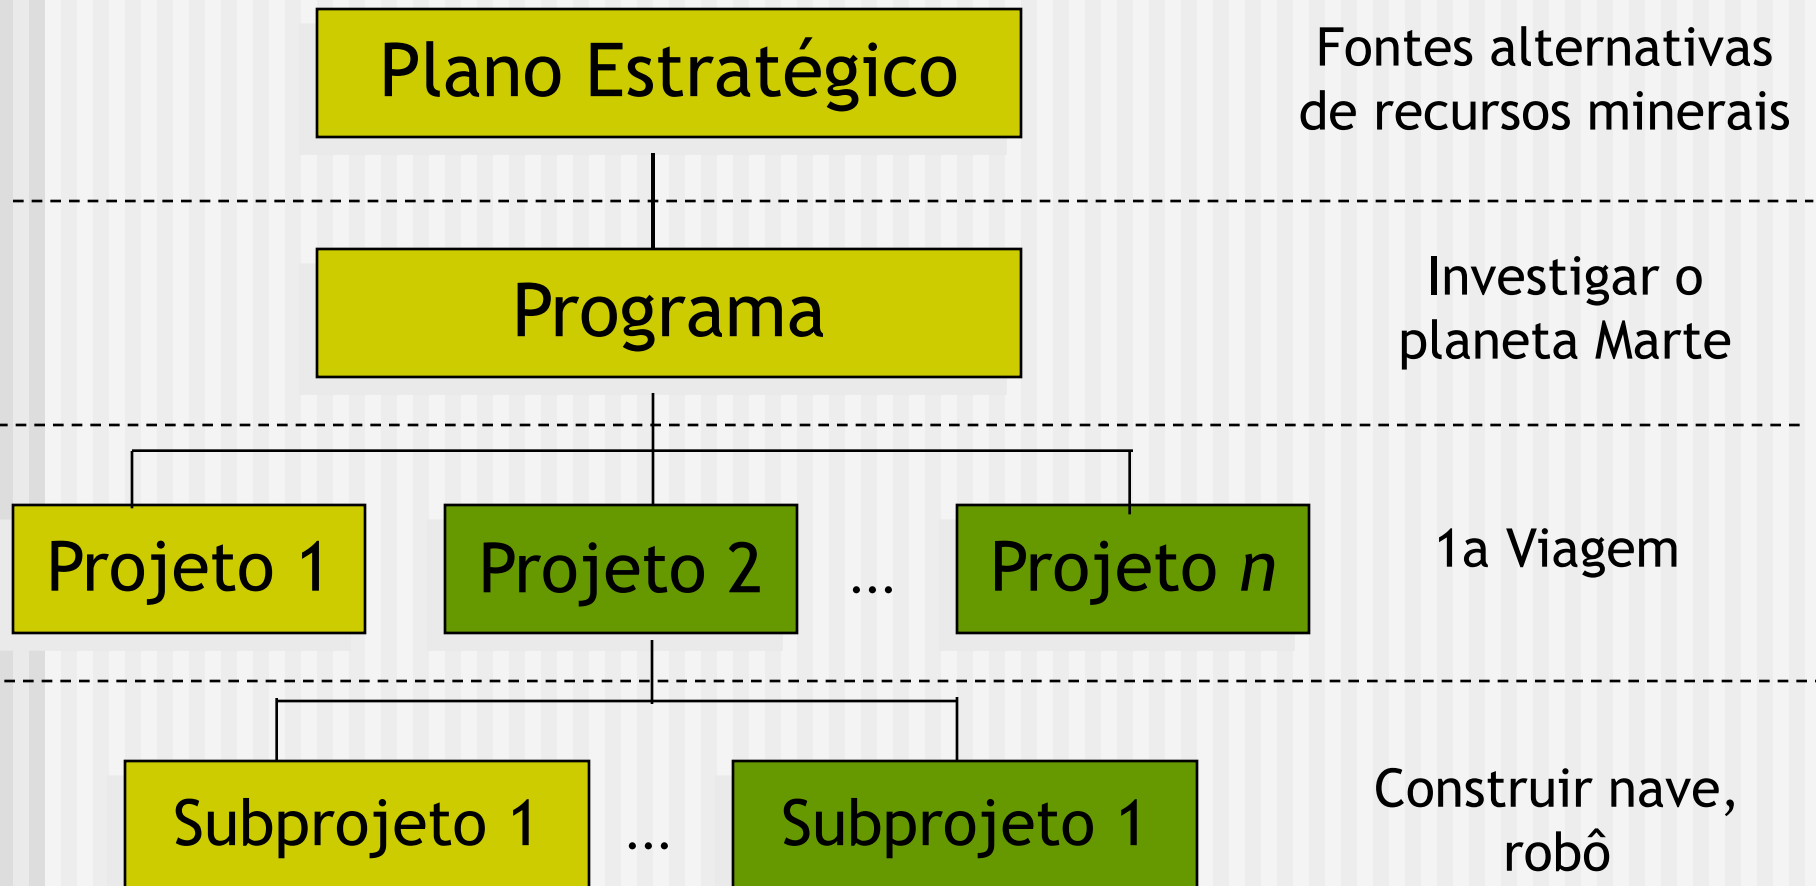 Plano Estratégico
Fontes alternativas
de recursos minerais
Programa
Investigar o
planeta Marte
Projeto 1
Projeto 2
...
Projeto n
1a Viagem
Subprojeto 1
...
Subprojeto 1
Construir nave,
robô